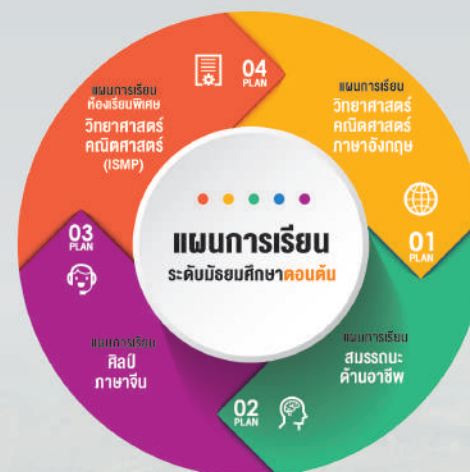 แผนการเรียน
ระดับมัธยมศึกษาตอนต้น
แผนการเรียน
วิทยาศาสตร์
คณิตศาสตร์
ภาษาอังกฤษ
01
PLAN
แผนการเรียน
สมรรถนะ
ด้านอาชีพ
02
PLAN
แผนการเรียน
ศิลป์
ภาษาจีน
03
PLAN
แผนการเรียน
ห้องเรียนพิเศษ
วิทยาศาสตร์
คณิตศาสตร์
(ISMP)
04
PLAN